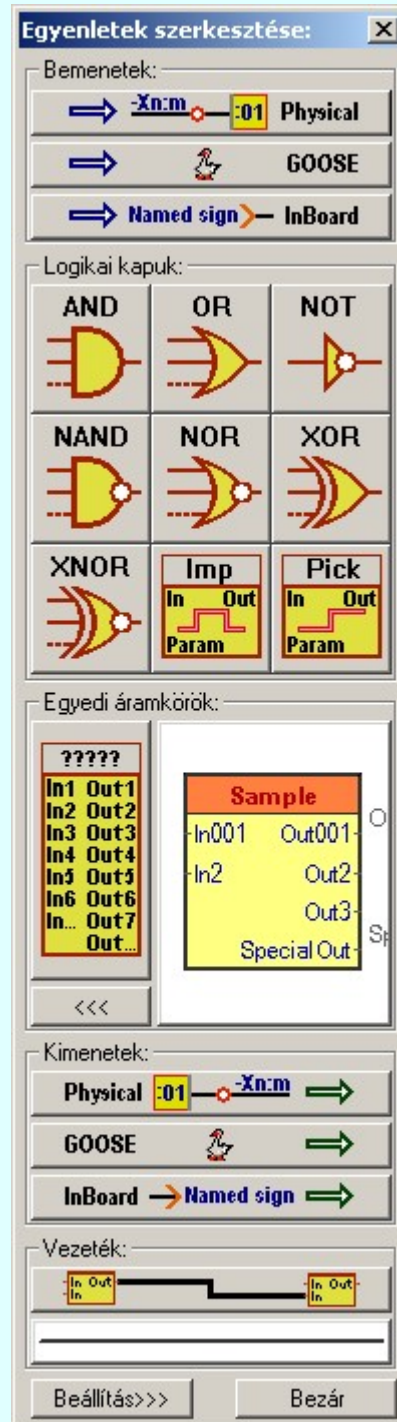 Egyenletek szerkesztése:
Bemenetek:
-Xn:m :01 Physical
GOOSE
Named sign InBoard
Logikai kapuk:
AND OR NOT
NAND NOR XOR
XNOR Imp Pick
In Out In Out
Param Param
Egyedi áramkörök:
?????
In1 Out1
In2 Out2
In3 Out3
In4 Out4
In5 Out5
In6 Out6
In... Out7
Out...
<<<
Sample
In001 Out001
In2 Out2
Out3
Special Out
O
Sp
Kimenetek:
Physical :01 -Xn:m
GOOSE
InBoard Named sign
Vezeték:
In Out In Out
In In
Beállítás>>> Bezár